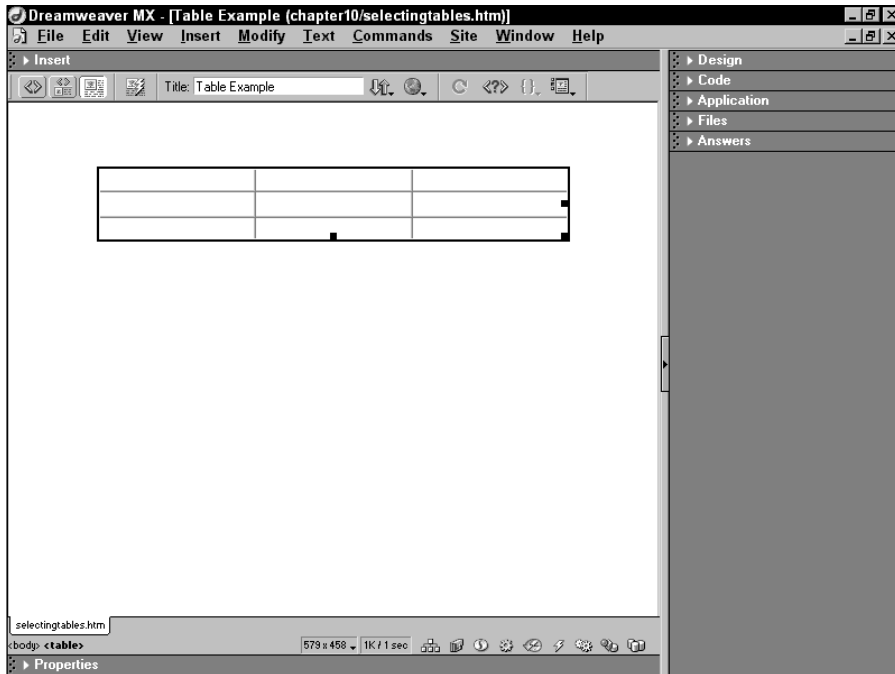 Dreamweaver MX - [Table Example (chapter10/selectingtables.htm)]
File Edit View Insert Modify Text Commands Site Window Help
Insert
Title: Table Example
Design
Code
Application
Files
Answers
selectingtables.htm
<body> <table>
579 x 458 1K / 1 sec
Properties